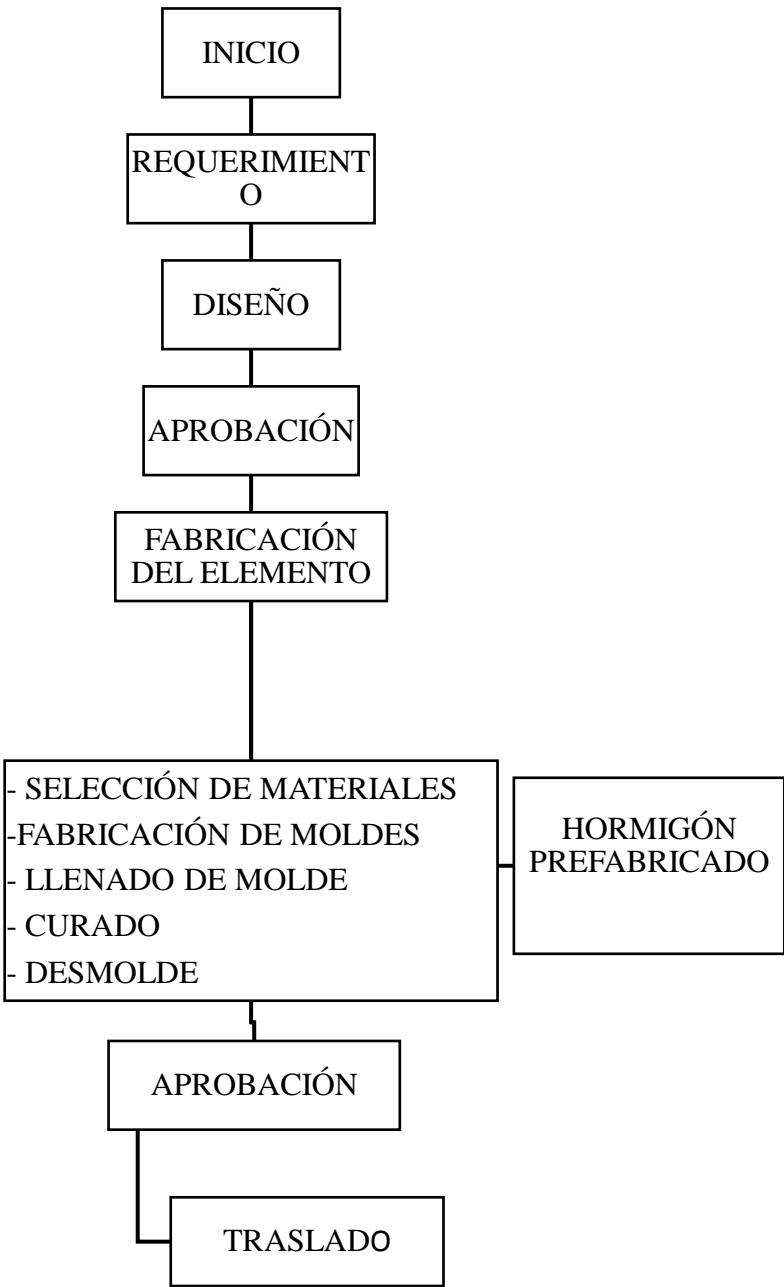 INICIO
REQUERIMIENT
O
DISEÑO
APROBACIÓN
FABRICACIÓN
DEL ELEMENTO
- SELECCIÓN DE MATERIALES
-FABRICACIÓN DE MOLDES
- LLENADO DE MOLDE
- CURADO
- DESMOLDE
HORMIGÓN
PREFABRICADO
APROBACIÓN
TRASLADO